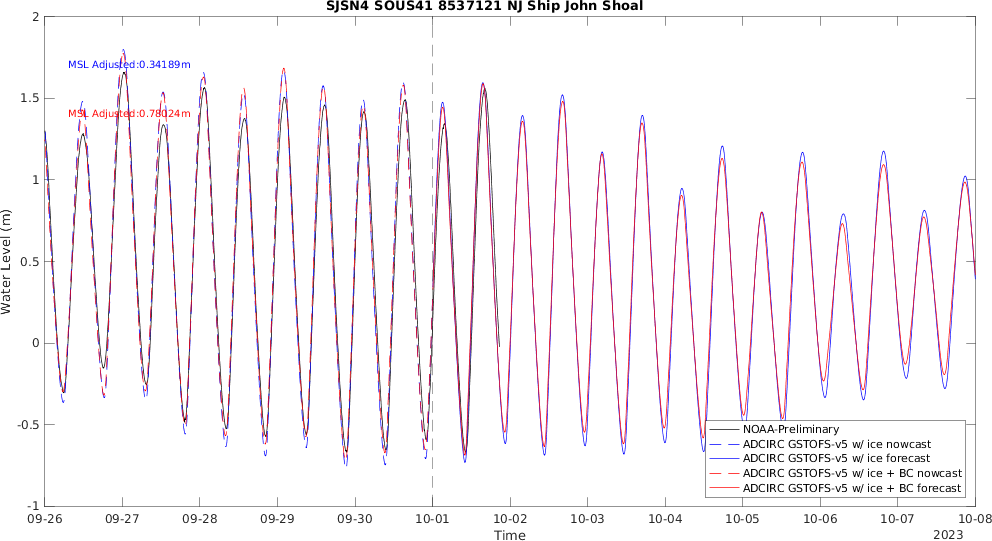 SJSN4 SOUS41 8537121 NJ Ship John Shoal
Water Level (m)
2
1.5
1
0.5
0
-0.5
-1
MSL Adjusted:0.34189m
MSL Adjusted:0.78024m
NOAA-Preliminary
ADCIRC GSTOFS-v5 w/ ice nowcast
ADCIRC GSTOFS-v5 w/ ice forecast
ADCIRC GSTOFS-v5 w/ ice + BC nowcast
ADCIRC GSTOFS-v5 w/ ice + BC forecast
09-26 09-27 09-28 09-29 09-30 10-01 10-02 10-03 10-04 10-05 10-06 10-07 10-08
Time
2023